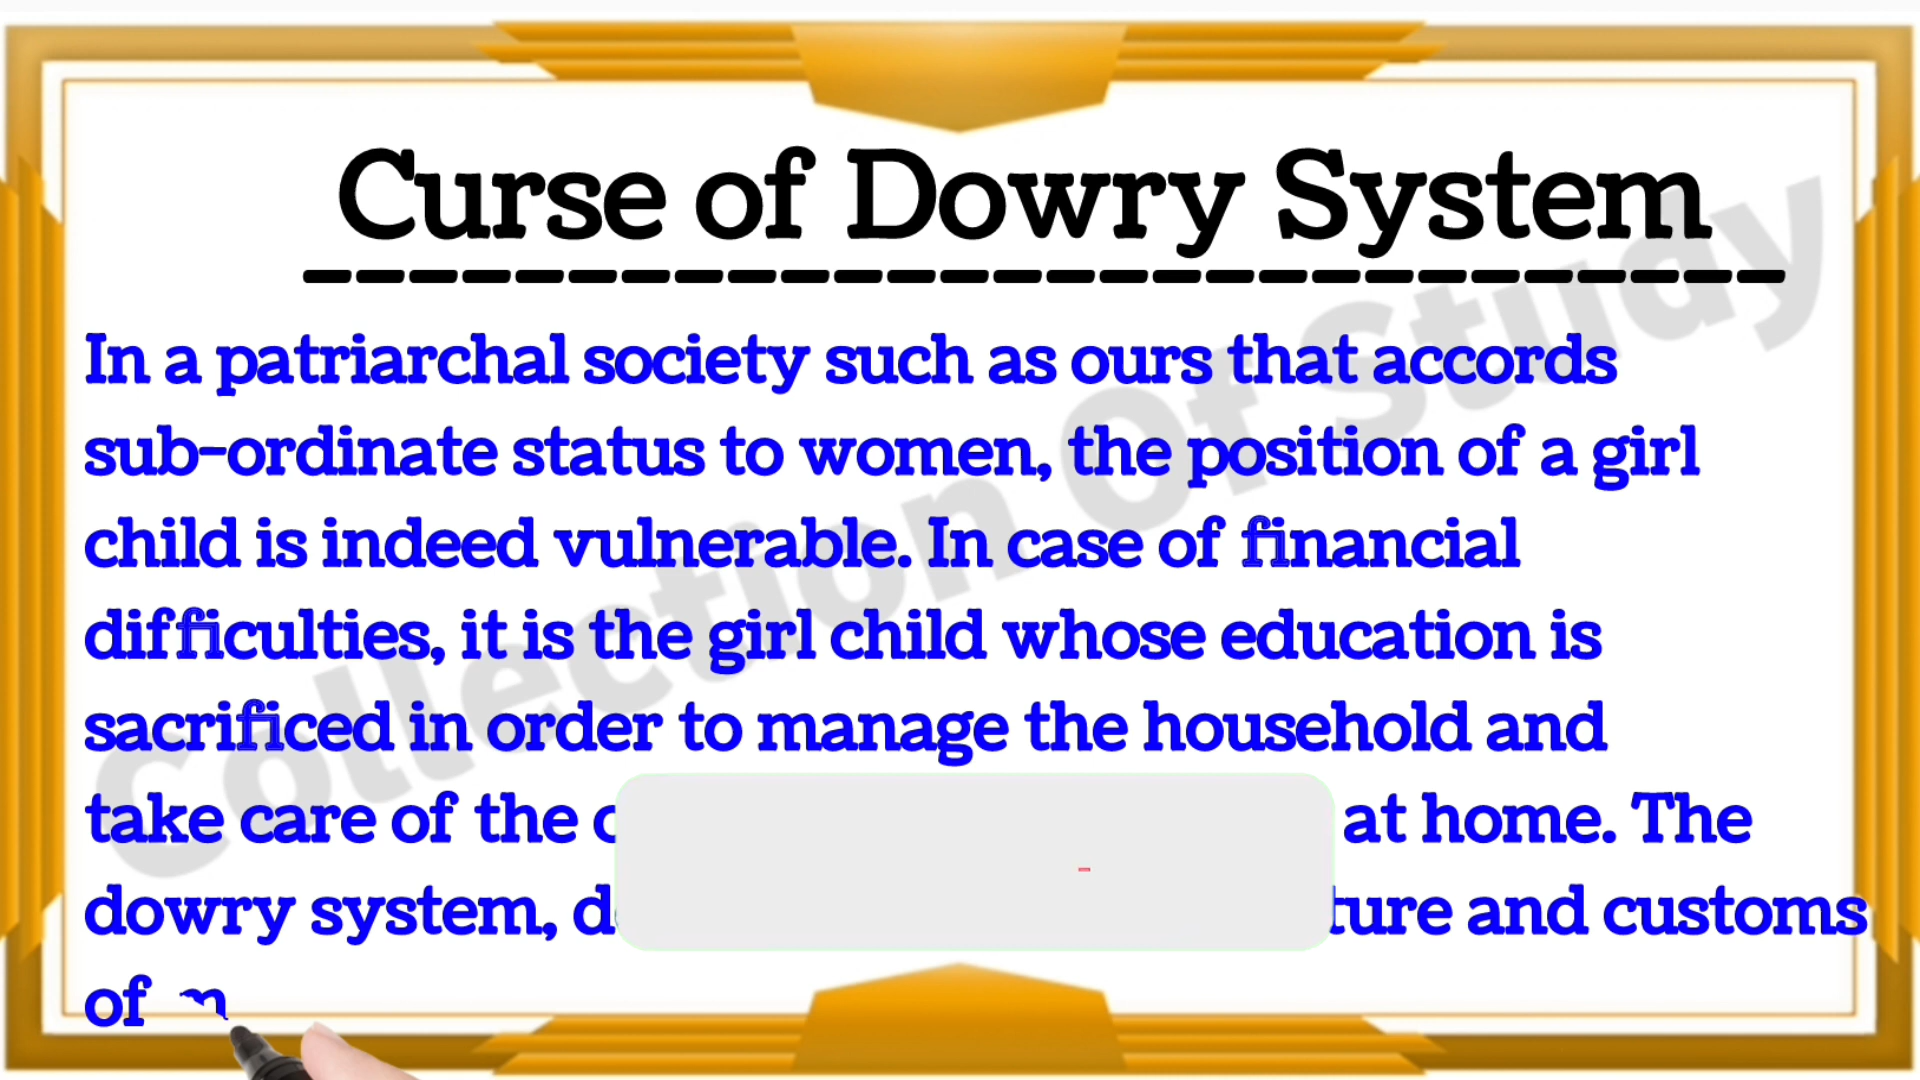 Curse of Dowry System
In a patriarchal society such as ours that accords
sub-ordinate status to women, the position of a girl
child is indeed vulnerable. In case of financial
difficulties, it is the girl child whose education is
sacrificed in order to manage the household and
take care of the at home. The
dowry system, and customs
of
Collection Of Study